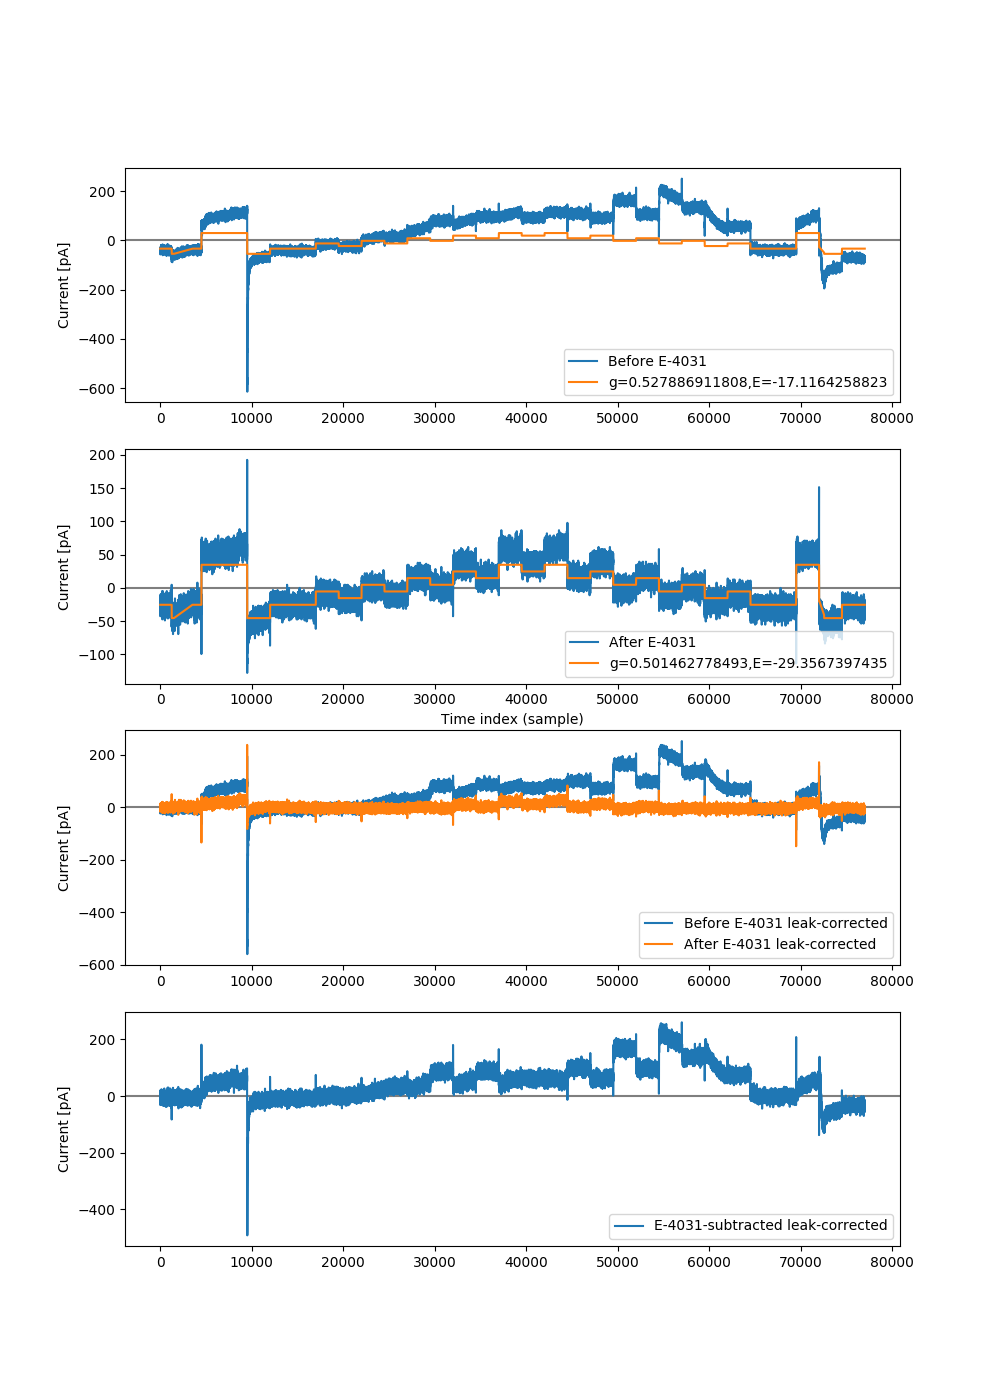 200
0
−200
−400
−600
Current [pA]
Before E-4031
g=0.527886911808,E=-17.1164258823
0 10000 20000 30000 40000 50000 60000 70000 80000
200
150
100
50
0
−50
−100
Current [pA]
After E-4031
g=0.501462778493,E=-29.3567397435
0 10000 20000 30000 40000 50000 60000 70000 80000
Time index (sample)
200
0
−200
−400
−600
Current [pA]
Before E-4031 leak-corrected
After E-4031 leak-corrected
0 10000 20000 30000 40000 50000 60000 70000 80000
200
0
−200
−400
Current [pA]
E-4031-subtracted leak-corrected
0 10000 20000 30000 40000 50000 60000 70000 80000